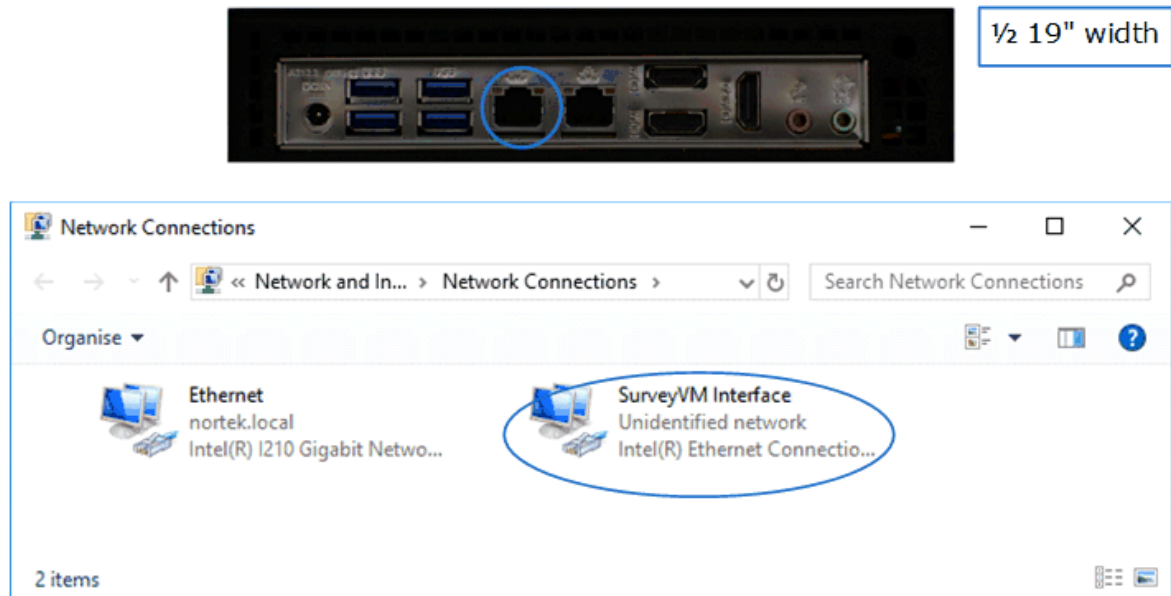 ½ 19" width
Network Connections
« Network and In... › Network Connections ›
Search Network Connections
Organise
Ethernet
nortek.local
Intel(R) I210 Gigabit Netwo...
SurveyVM Interface
Unidentified network
Intel(R) Ethernet Connectio...
2 items